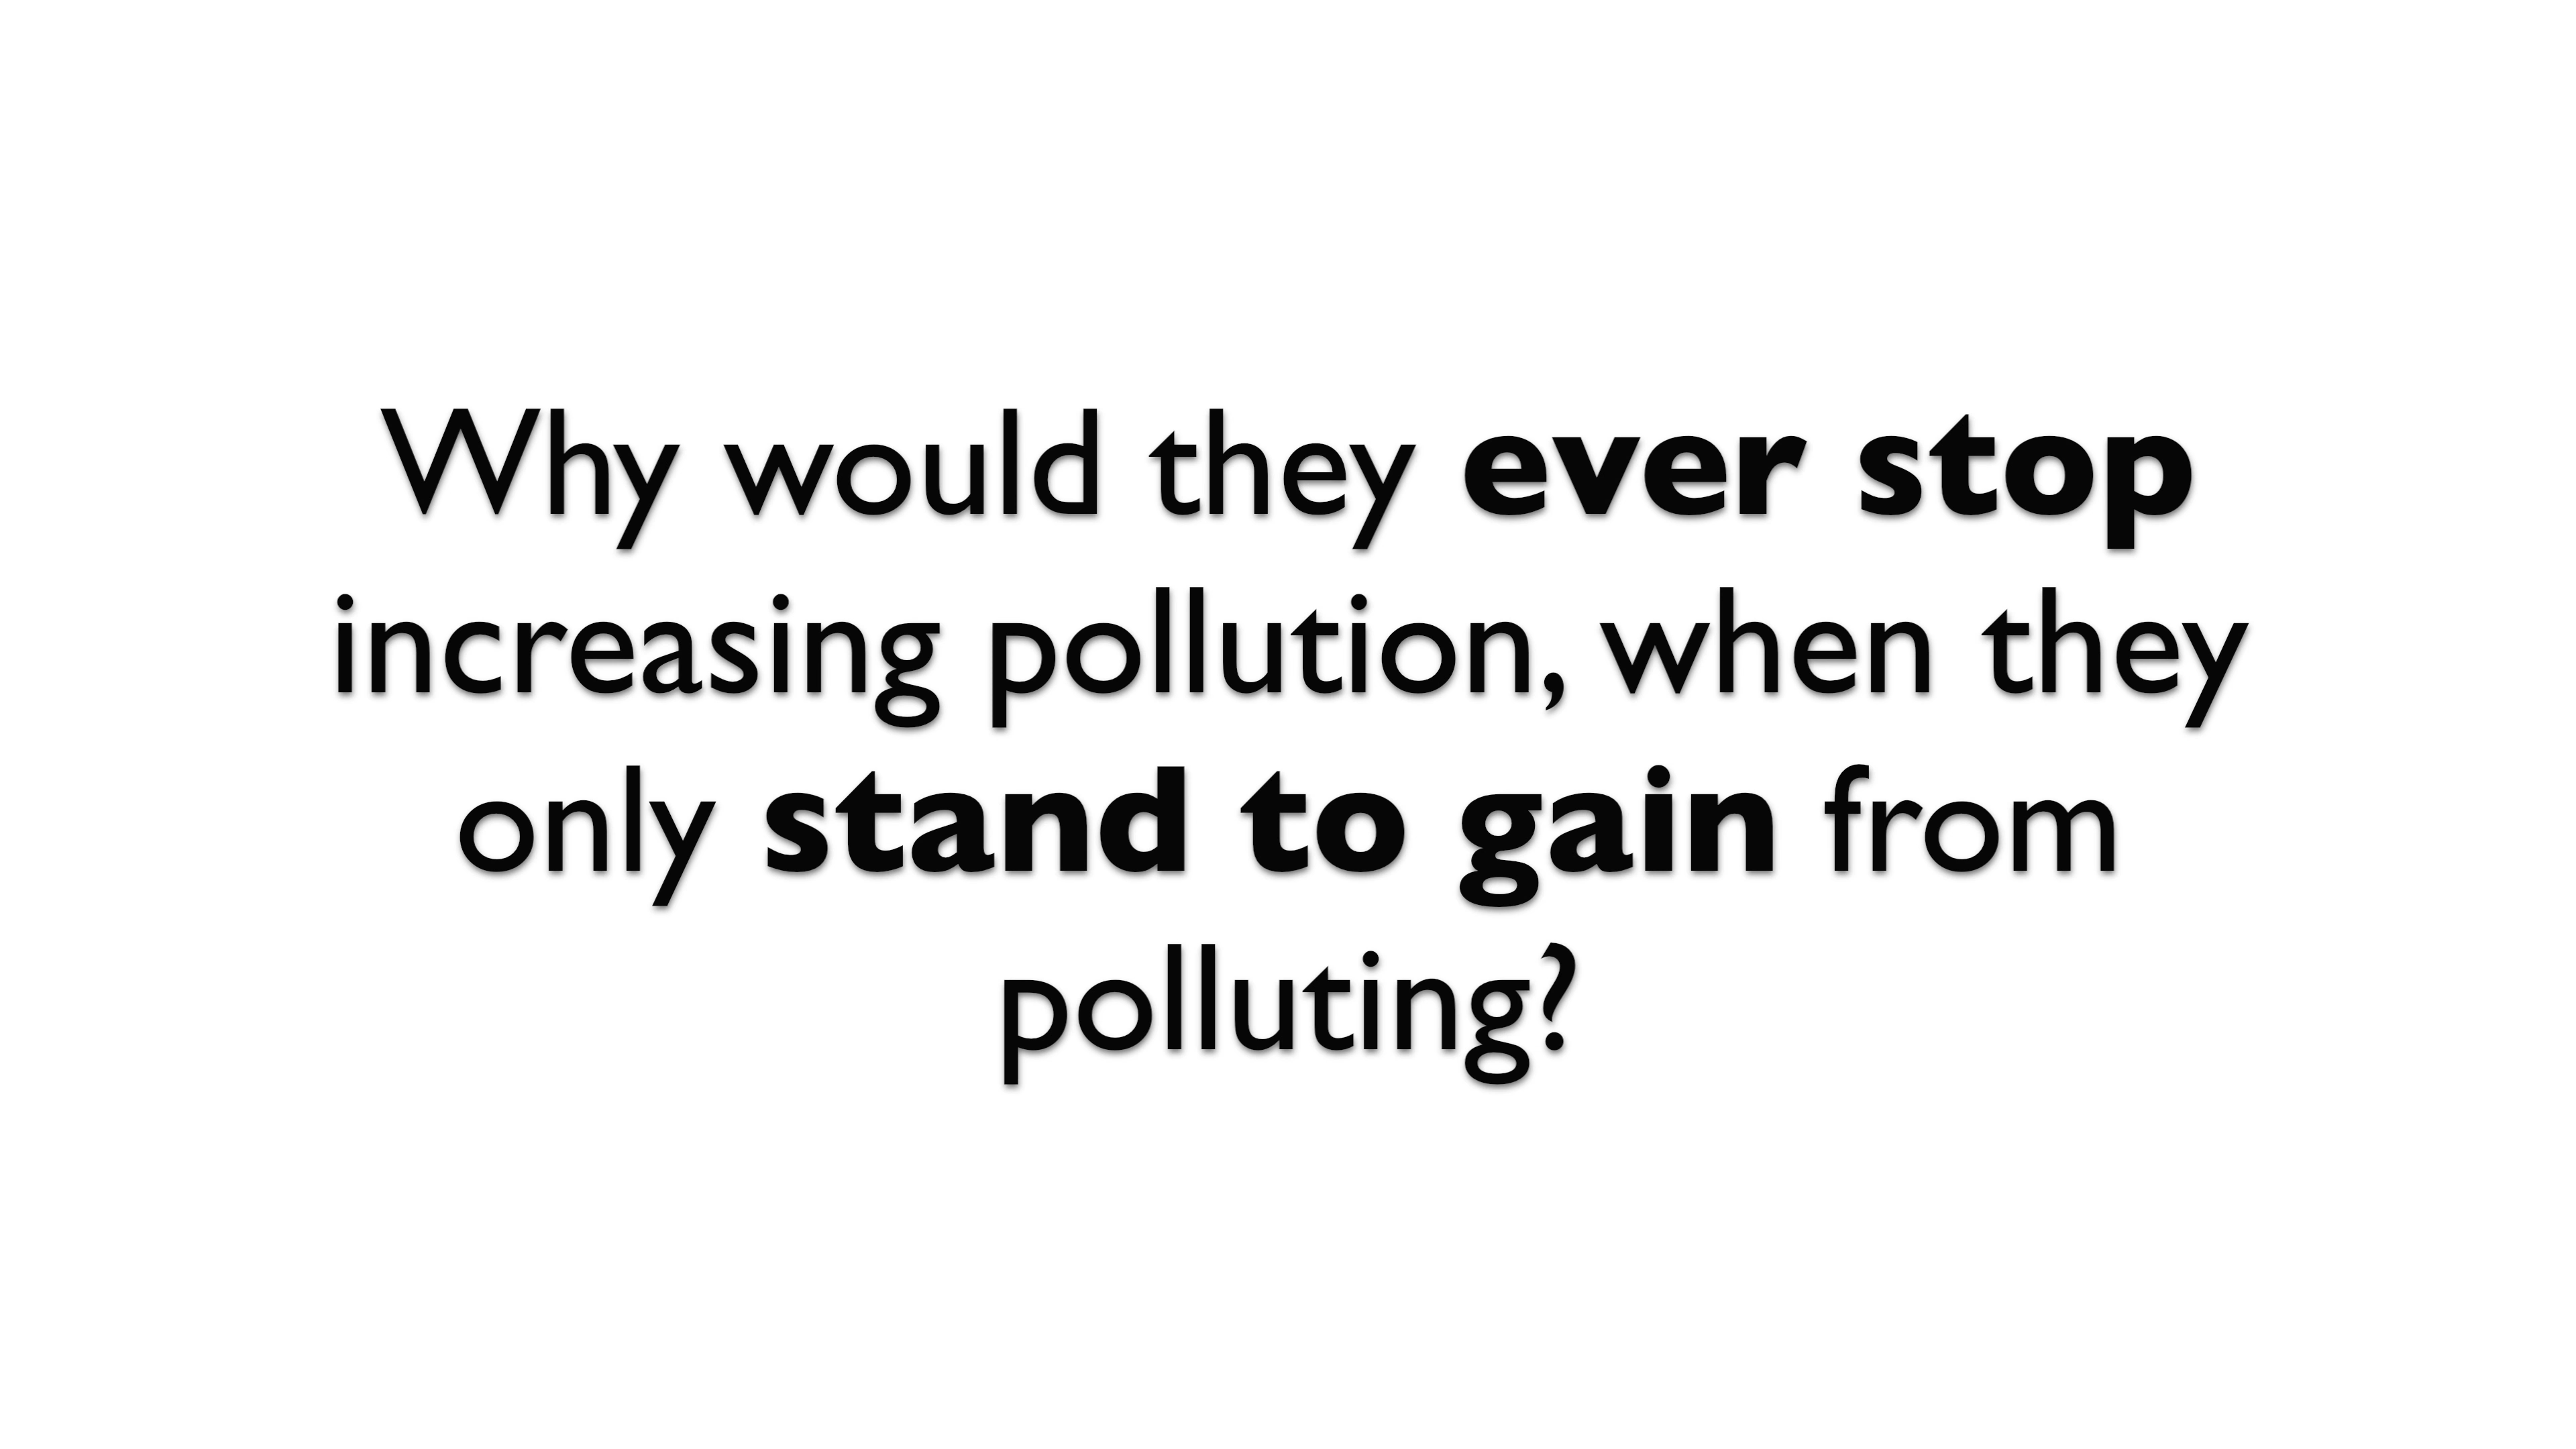 Why would they ever stop
increasing pollution, when they
only stand to gain from
polluting?